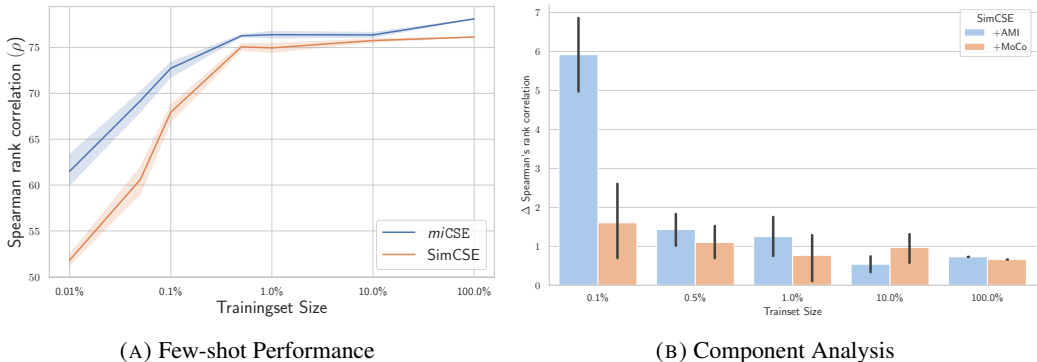 Spearman rank correlation (ρ)
75
70
65
60
55
50
0.01%
0.1%
1.0%
10.0%
100.0%
Trainingset Size
miCSE
SimCSE
(A) Few-shot Performance
Δ Spearman's rank correlation
7
6
5
4
3
2
1
0
0.1%
0.5%
1.0%
10.0%
100.0%
Trainset Size
SimCSE
+AMI
+MoCo
(B) Component Analysis